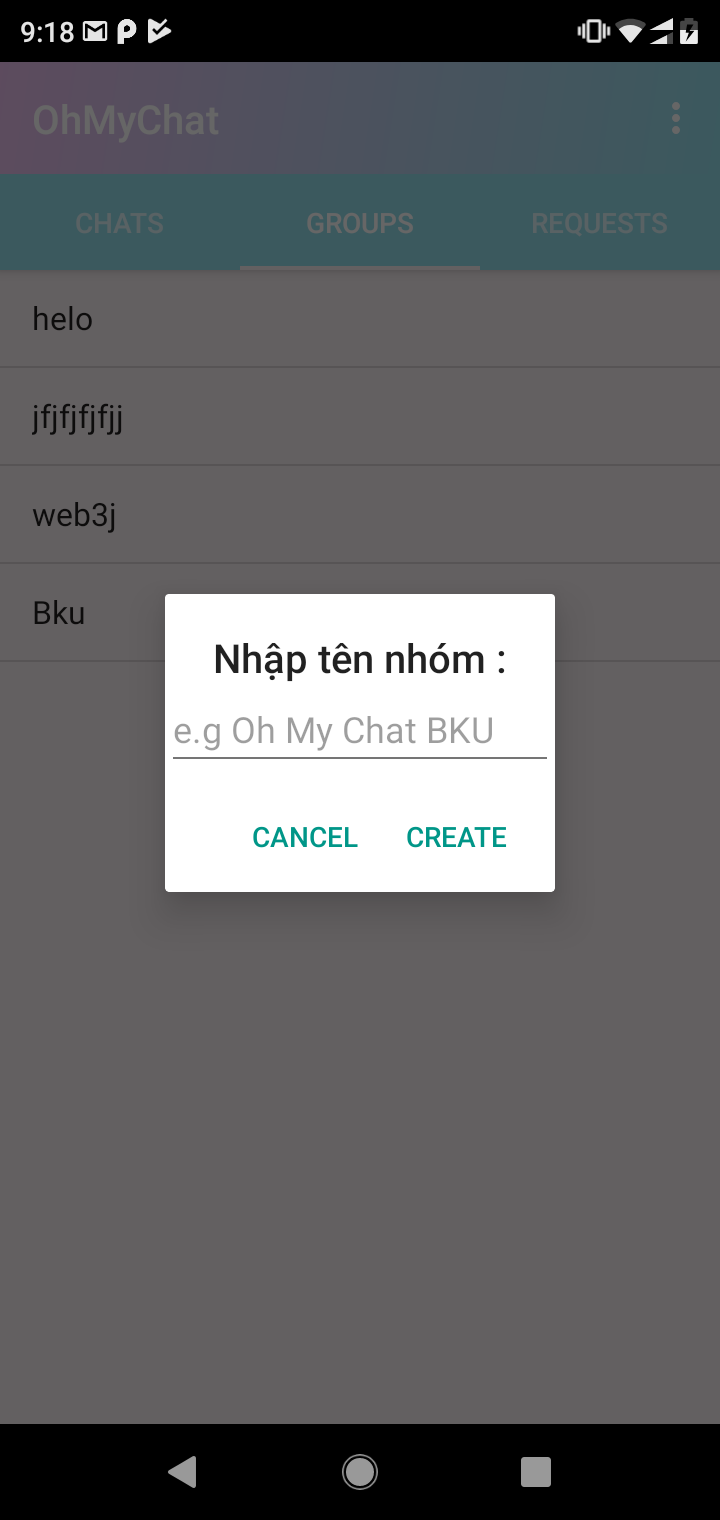 9:18
OhMyChat
CHATS GROUPS REQUESTS
helo
jfjfjfjfjj
web3j
Bku
Nhập tên nhóm :
e.g Oh My Chat BKU
CANCEL CREATE